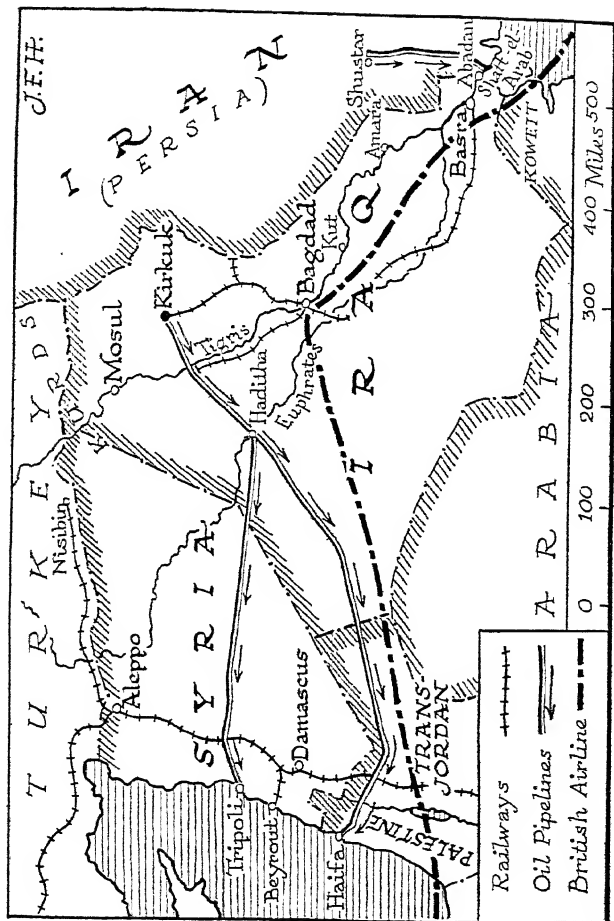 J.F.H.
TURKEY
KURDS
IRAN
(PERSIA)
Nisibin
Mosul
Aleppo
Kirkuk
SYRIA
Tigris
Haditha
Euphrates
Bagdad
Kut
Amara
Shustar
Tripoli
Beyrout
Damascus
Haifa
IRAQ
Basra
Abadan
Shatt-el-Arab
PALESTINE
TRANS-
JORDAN
KOWEIT
ARABIA
Railways
Oil Pipelines
British Airline
0 100 200 300 400 Miles 500